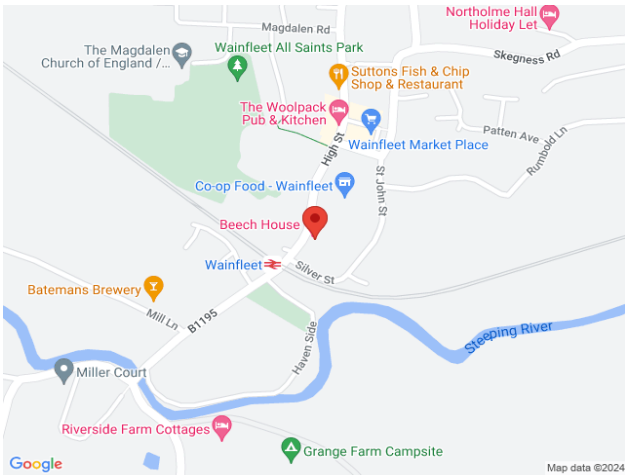 Northolme Hall
Holiday Let
Magdalen Rd
The Magdalen
Church of England /...
Wainfleet All Saints Park
Skegness Rd
Suttons Fish & Chip
Shop & Restaurant
The Woolpack
Pub & Kitchen
Patten Ave
Rumbold Ln
Wainfleet Market Place
High St
St John St
Co-op Food - Wainfleet
Beech House
Wainfleet
Silver St
Batemans Brewery
Mill Ln
B1195
Haven Side
Steeping River
Miller Court
Riverside Farm Cottages
Grange Farm Campsite
Google
Map data ©2024